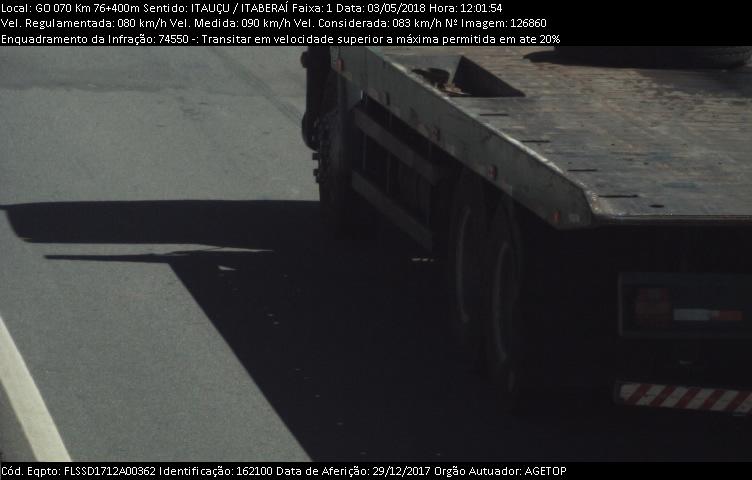 Local: GO 070 Km 76+400m Sentido: ITAUÇU / ITABERAÍ Faixa: 1 Data: 03/05/2018 Hora: 12:01:54
Vel. Regulamentada: 080 km/h Vel. Medida: 090 km/h Vel. Considerada: 083 km/h Nº Imagem: 126860
Enquadramento da Infração: 74550 -: Transitar em velocidade superior a máxima permitida em ate 20%
Cód. Eqpto: FLSSD1712A00362 Identificação: 162100 Data de Aferição: 29/12/2017 Orgão Autuador: AGETOP